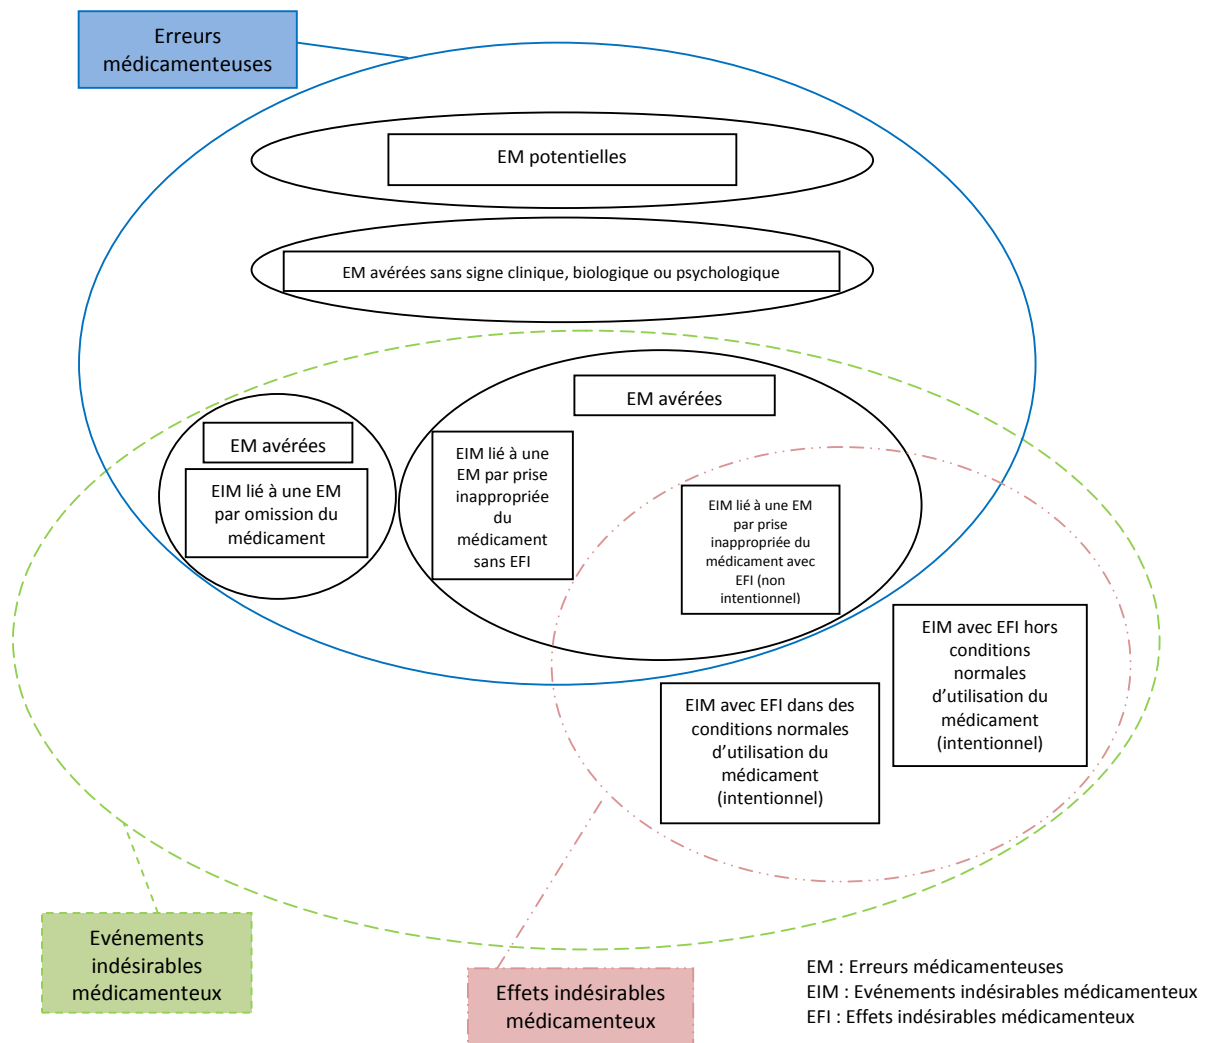 Erreurs
médicamenteuses
EM potentielles
EM avérées sans signe clinique, biologique ou psychologique
EM avérées
EM avérées
EIM lié à une EM
par omission du
médicament
EIM lié à une
EM par prise
inappropriée
du
médicament
sans EFI
EIM lié à une EM
par prise
inappropriée du
médicament avec
EFI (non
intentionnel)
EIM avec EFI hors
conditions
normales
d’utilisation du
médicament
(intentionnel)
EIM avec EFI dans des
conditions normales
d’utilisation du
médicament
(intentionnel)
Evénements
indésirables
médicamenteux
Effets indésirables
médicamenteux
EM : Erreurs médicamenteuses
EIM : Evénements indésirables médicamenteux
EFI : Effets indésirables médicamenteux